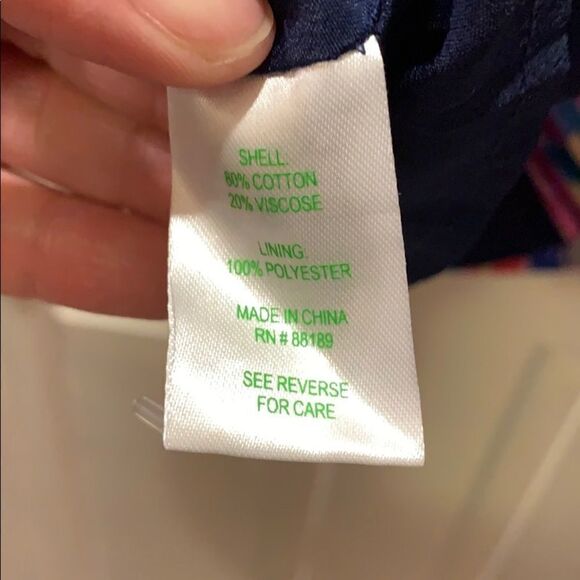 SHELL:
80% COTTON
20% VISCOSE
LINING:
100% POLYESTER
MADE IN CHINA
RN # 88189
SEE REVERSE
FOR CARE